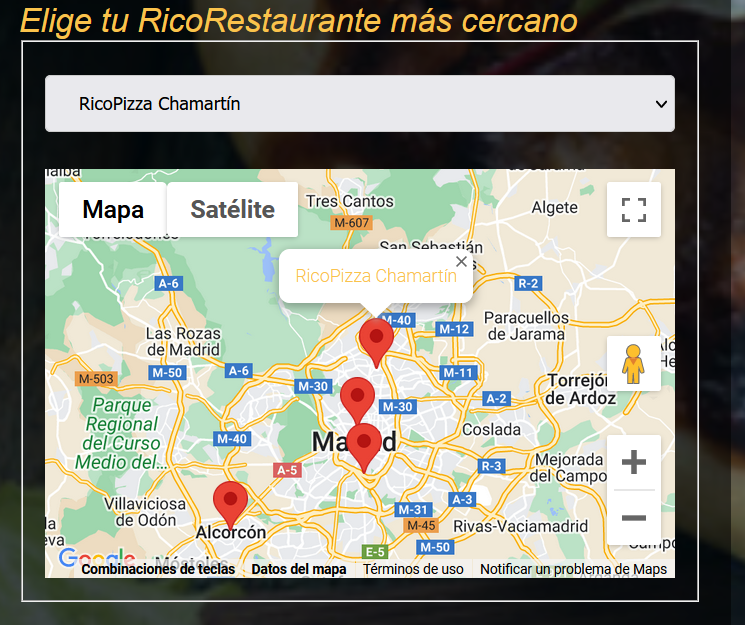 Elige tu RicoRestaurante más cercano
RicoPizza Chamartín
Mapa
Satélite
Tres Cantos
M-607
Algete
San Sebastián
RicoPizza Chamartín
A-6
R-2
M-40
M-12
Paracuellos
de Jarama
Las Rozas
de Madrid
M-50
A-6
M-11
M-503
M-30
A-2
Torrejón
de Ardoz
M-30
Parque
Regional
del Curso
Medio del...
M-40
Coslada
A-5
R-3
Mejorada
del Campo
Villaviciosa
de Odón
A-3
M-31
Alcorcón
M-45
Rivas-Vaciamadrid
E-5
M-50
Google
Móstoles
Combinaciones de teclas
Datos del mapa
Términos de uso
Notificar un problema de Maps